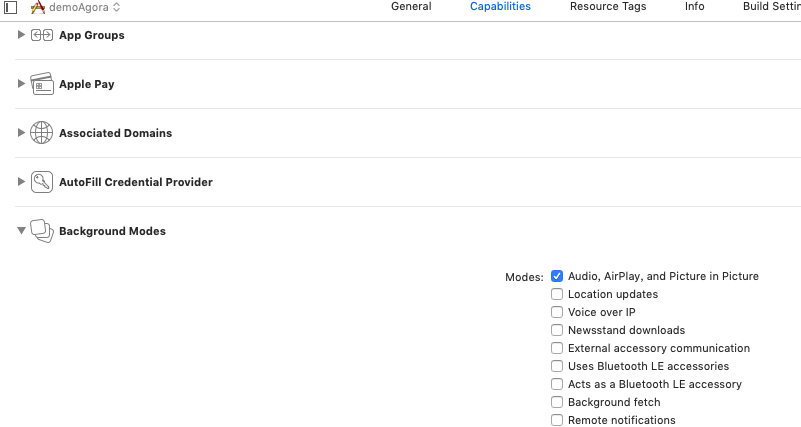 demoAgora General Capabilities Resource Tags Info Build Settin
App Groups
Apple Pay
Associated Domains
AutoFill Credential Provider
Background Modes
Modes: Audio, AirPlay, and Picture in Picture
Location updates
Voice over IP
Newsstand downloads
External accessory communication
Uses Bluetooth LE accessories
Acts as a Bluetooth LE accessory
Background fetch
Remote notifications